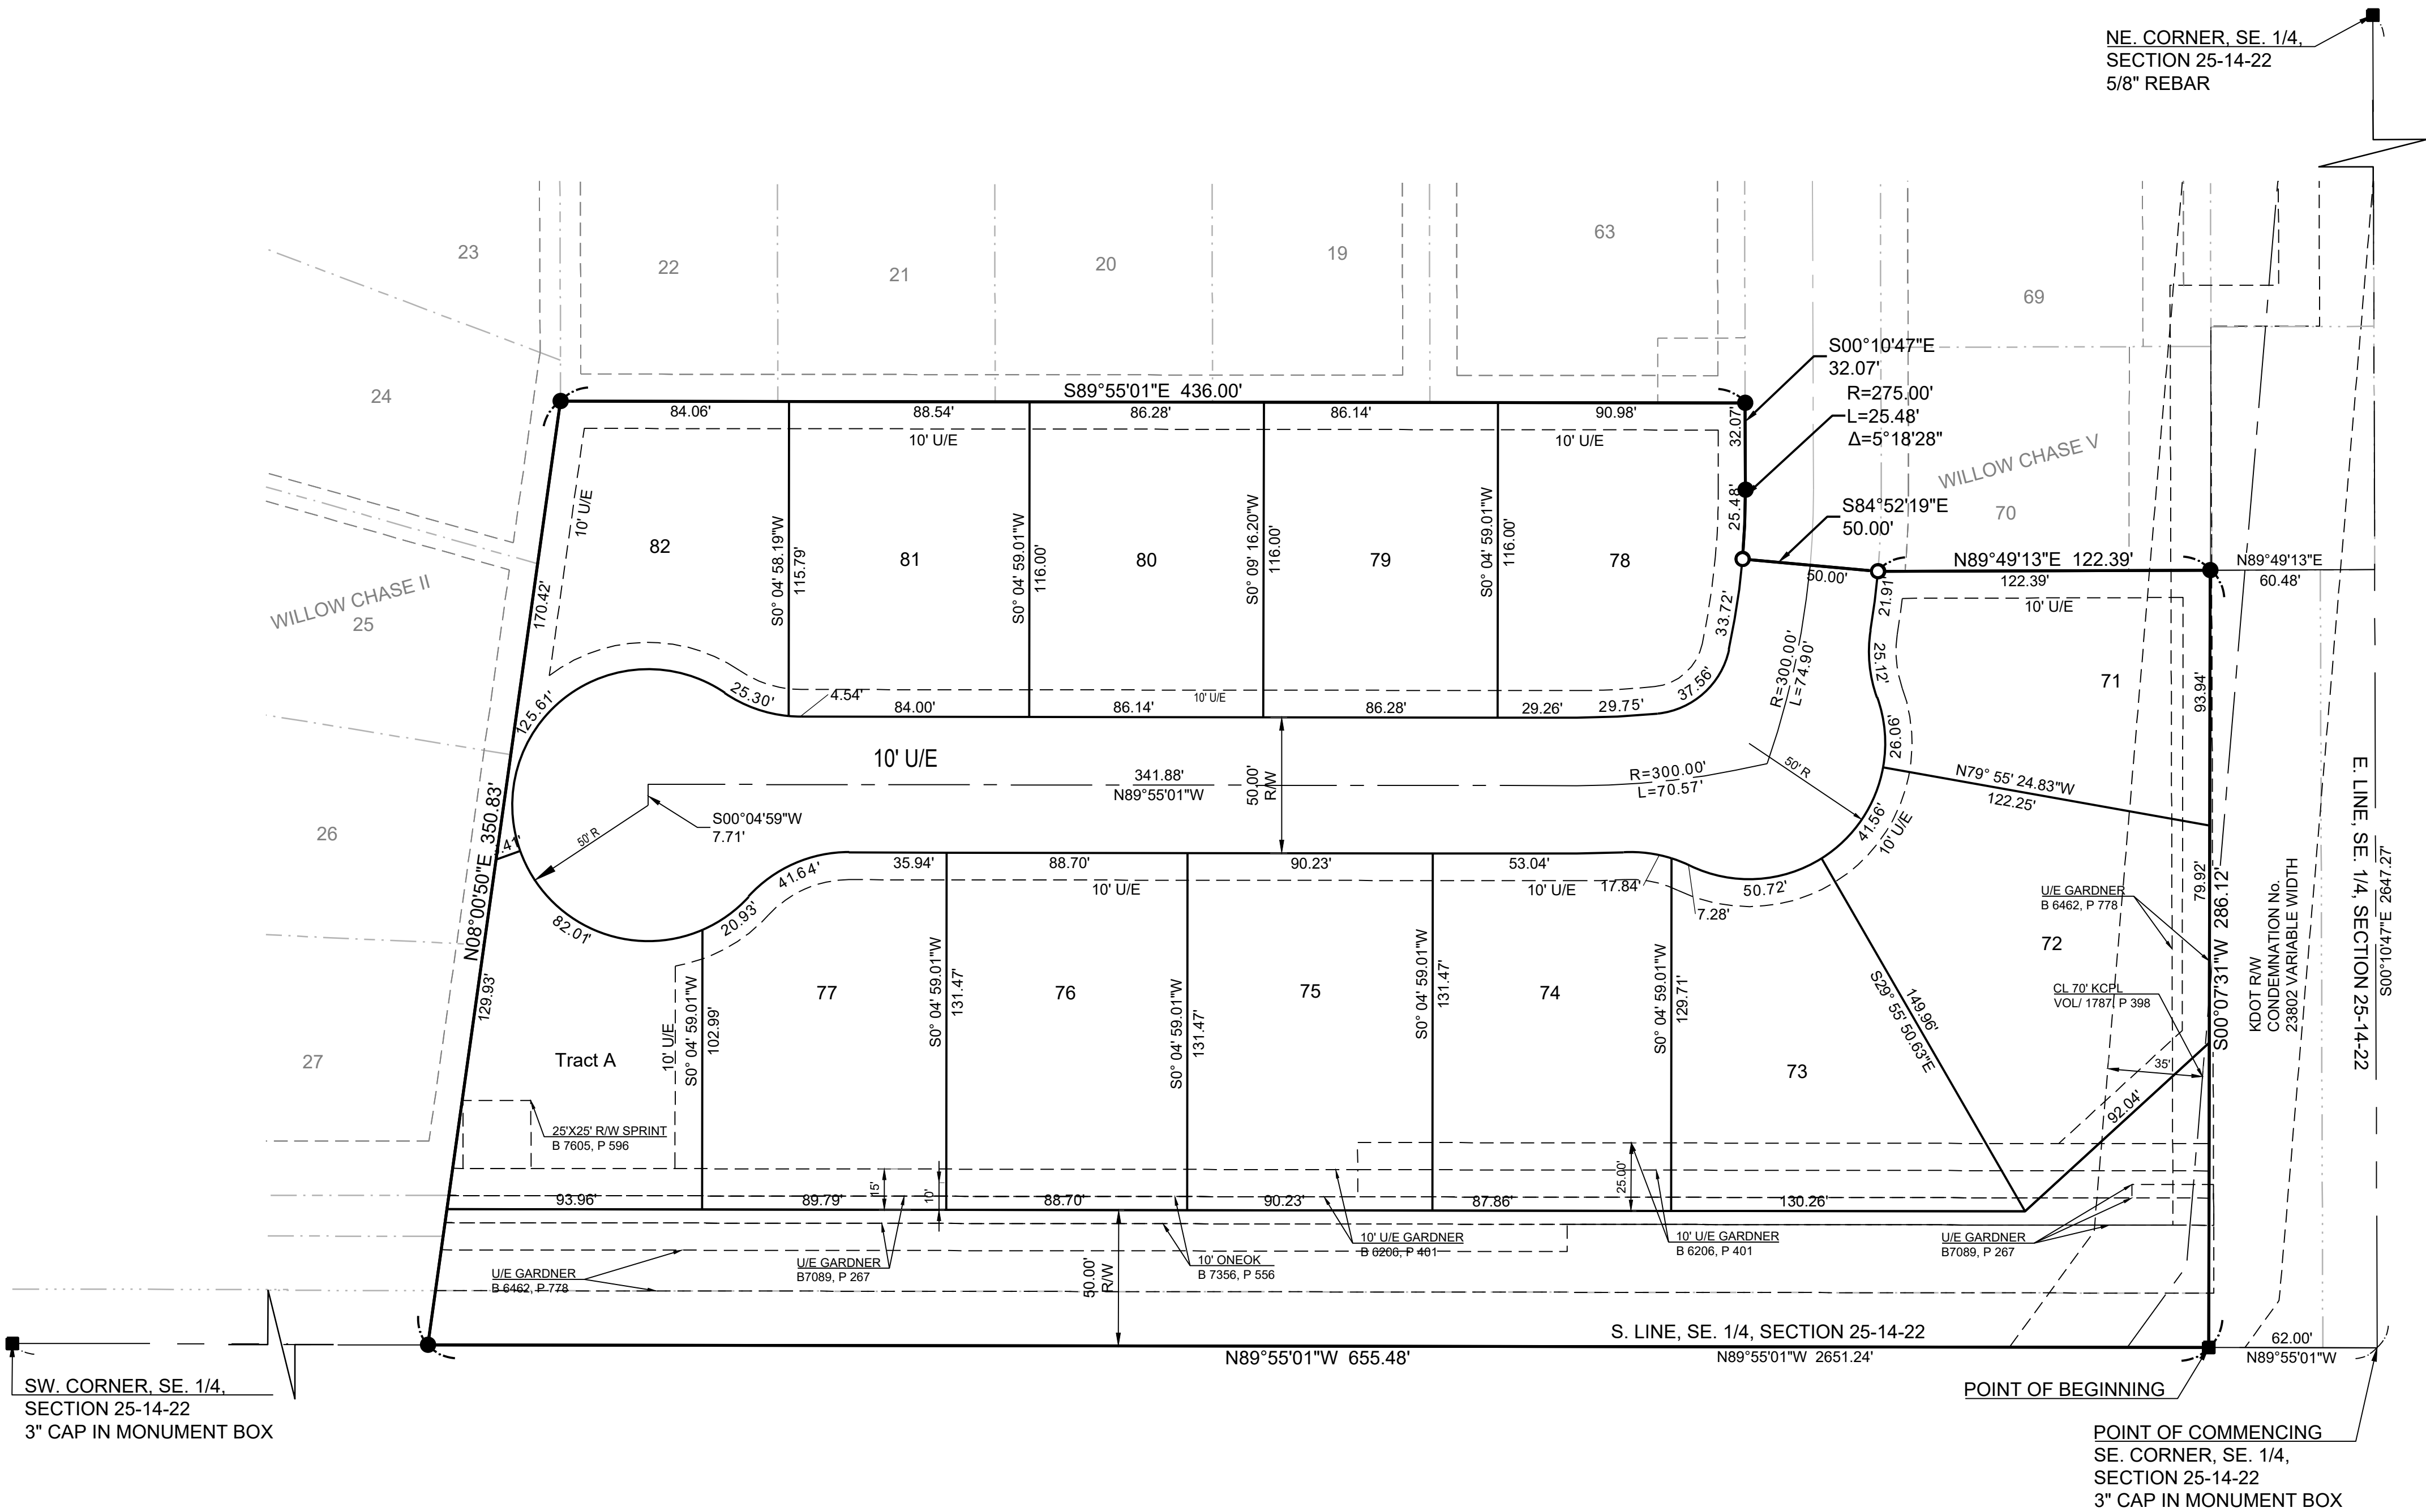 NE. CORNER, SE. 1/4,
SECTION 25-14-22
5/8" REBAR
23
22
21
20
19
63
69
24
S00°10'47"E
32.07'
R=275.00'
L=25.48'
Δ=5°18'28"
S89°55'01"E 436.00'
84.06'
88.54'
86.28'
86.14'
90.98'
32.07'
10' U/E
10' U/E
WILLOW CHASE V
70
10' U/E
25.48'
S84°52'19"E
50.00'
82
81
80
79
78
S0° 04' 58.19"W
115.79'
S0° 04' 59.01"W
116.00'
S0° 09' 16.20"W
116.00'
S0° 04' 59.01"W
116.00'
50.00'
N89°49'13"E 122.39'
122.39'
N89°49'13"E
60.48'
WILLOW CHASE II
25
170.42'
33.72'
21.91'
10' U/E
25.12'
R=300.00'
L=74.90'
71
93.94'
125.61'
25.30'
4.54'
84.00'
86.14'
10' U/E
86.28'
29.26'
29.75'
37.56'
26.06'
10' U/E
50.00'
R/W
341.88'
N89°55'01"W
R=300.00'
L=70.57'
50' R
N79° 55' 24.83"W
122.25'
S00°04'59"W
7.71'
50' R
26
N08°00'50"E 350.83'
41.56'
10' U/E
E. LINE, SE. 1/4, SECTION 25-14-22
S00°10'47"E 2647.27'
79.92'
S00°07'31"W 286.12'
KDOT R/W
CONDEMNATION No.
23802 VARIABLE WIDTH
41.64'
35.94'
88.70'
90.23'
53.04'
17.84'
7.28'
50.72'
10' U/E
10' U/E
20.93'
82.01'
U/E GARDNER
B 6462, P 778
72
129.93'
77
76
75
74
73
S0° 04' 59.01"W
102.99'
S0° 04' 59.01"W
131.47'
S0° 04' 59.01"W
131.47'
S0° 04' 59.01"W
131.47'
S0° 04' 59.01"W
129.71'
S29° 55' 50.63"E
149.96'
CL 70' KCPL
VOL/ 1787, P 398
35'
92.04'
27
Tract A
10' U/E
25'X25' R/W SPRINT
B 7605, P 596
15'
10'
25.00'
93.96'
89.79'
88.70'
90.23'
87.86'
130.26'
U/E GARDNER
B 6462, P 778
U/E GARDNER
B7089, P 267
50.00'
R/W
10' ONEOK
B 7356, P 556
10' U/E GARDNER
B 6206, P 401
10' U/E GARDNER
B 6206, P 401
U/E GARDNER
B7089, P 267
S. LINE, SE. 1/4, SECTION 25-14-22
N89°55'01"W 655.48'
N89°55'01"W 2651.24'
62.00'
N89°55'01"W
SW. CORNER, SE. 1/4,
SECTION 25-14-22
3" CAP IN MONUMENT BOX
POINT OF BEGINNING
POINT OF COMMENCING
SE. CORNER, SE. 1/4,
SECTION 25-14-22
3" CAP IN MONUMENT BOX